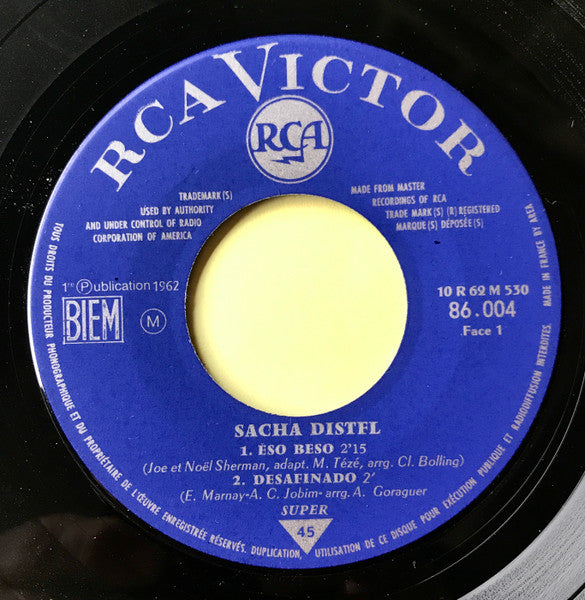 RCA VICTOR
RCA
TRADEMARK(S)
USED BY AUTHORITY
AND UNDER CONTROL OF RADIO
CORPORATION OF AMERICA
MADE FROM MASTER
RECORDINGS OF RCA
TRADE MARK(S) (R) REGISTERED
MARQUE(S) DÉPOSÉE(S)
1re Ⓟublication 1962
BIEM
M
10 R 62 M 530
86.004
Face 1
SACHA DISTEL
1. ESO BESO 2'15
(Joe et Noël Sherman, adapt. M. Tézé, arr. Cl. Bolling)
2. DESAFINADO 2'
(E. Marnay-A. C. Jobim-arr. A. Goraguer
SUPER
45
TOUS DROITS DU PRODUCTEUR PHONOGRAPHIQUE ET DU PROPRIÉTAIRE DE L'ŒUVRE ENREGISTRÉE RÉSERVÉS. DUPLICATION, UTILISATION DE CE DISQUE POUR EXÉCUTION PUBLIQUE ET RADIODIFFUSION INTERDITES. MADE IN FRANCE BY AREA